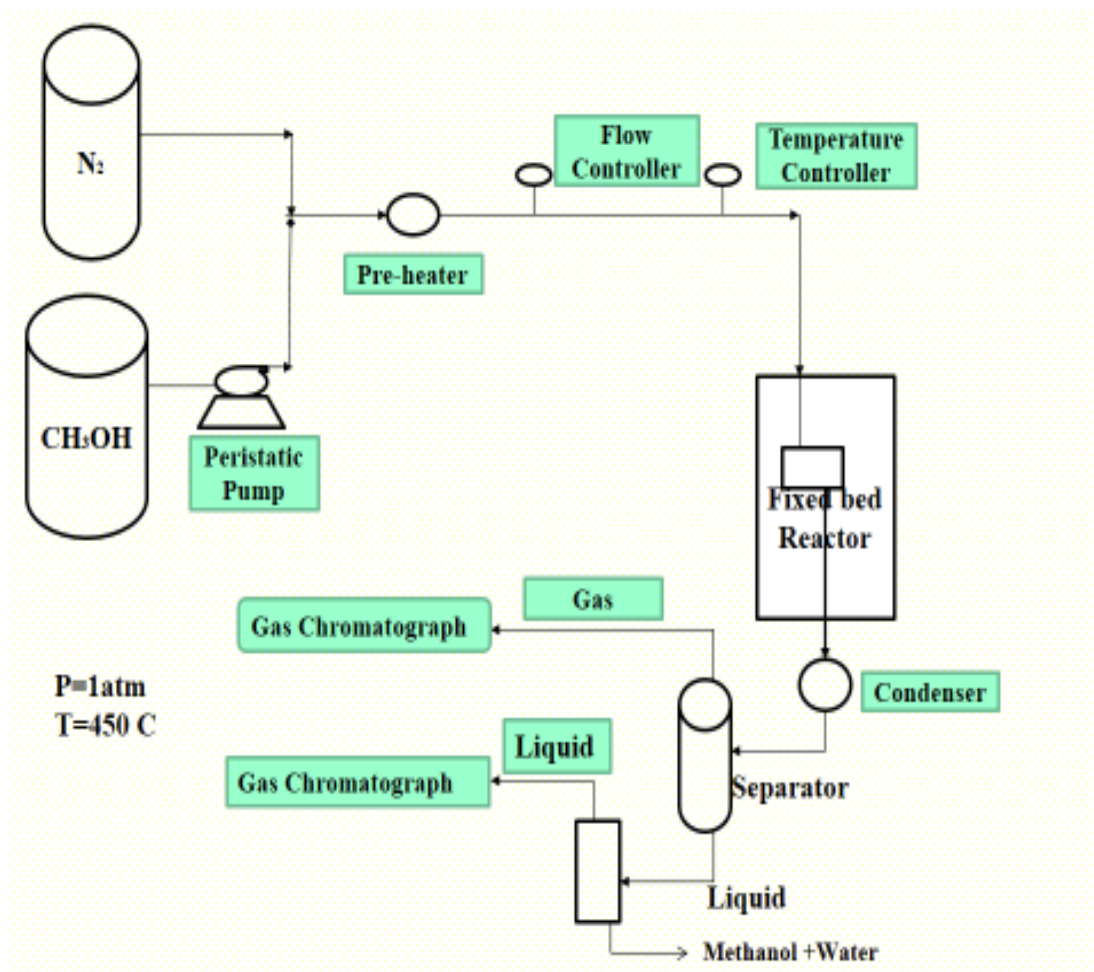 N₂
Flow
Controller
Temperature
Controller
Pre-heater
CH₃OH
Peristatic
Pump
Fixed bed
Reactor
Gas
Gas Chromatograph
P=1atm
T=450 C
Condenser
Liquid
Gas Chromatograph
Separator
Liquid
Methanol +Water